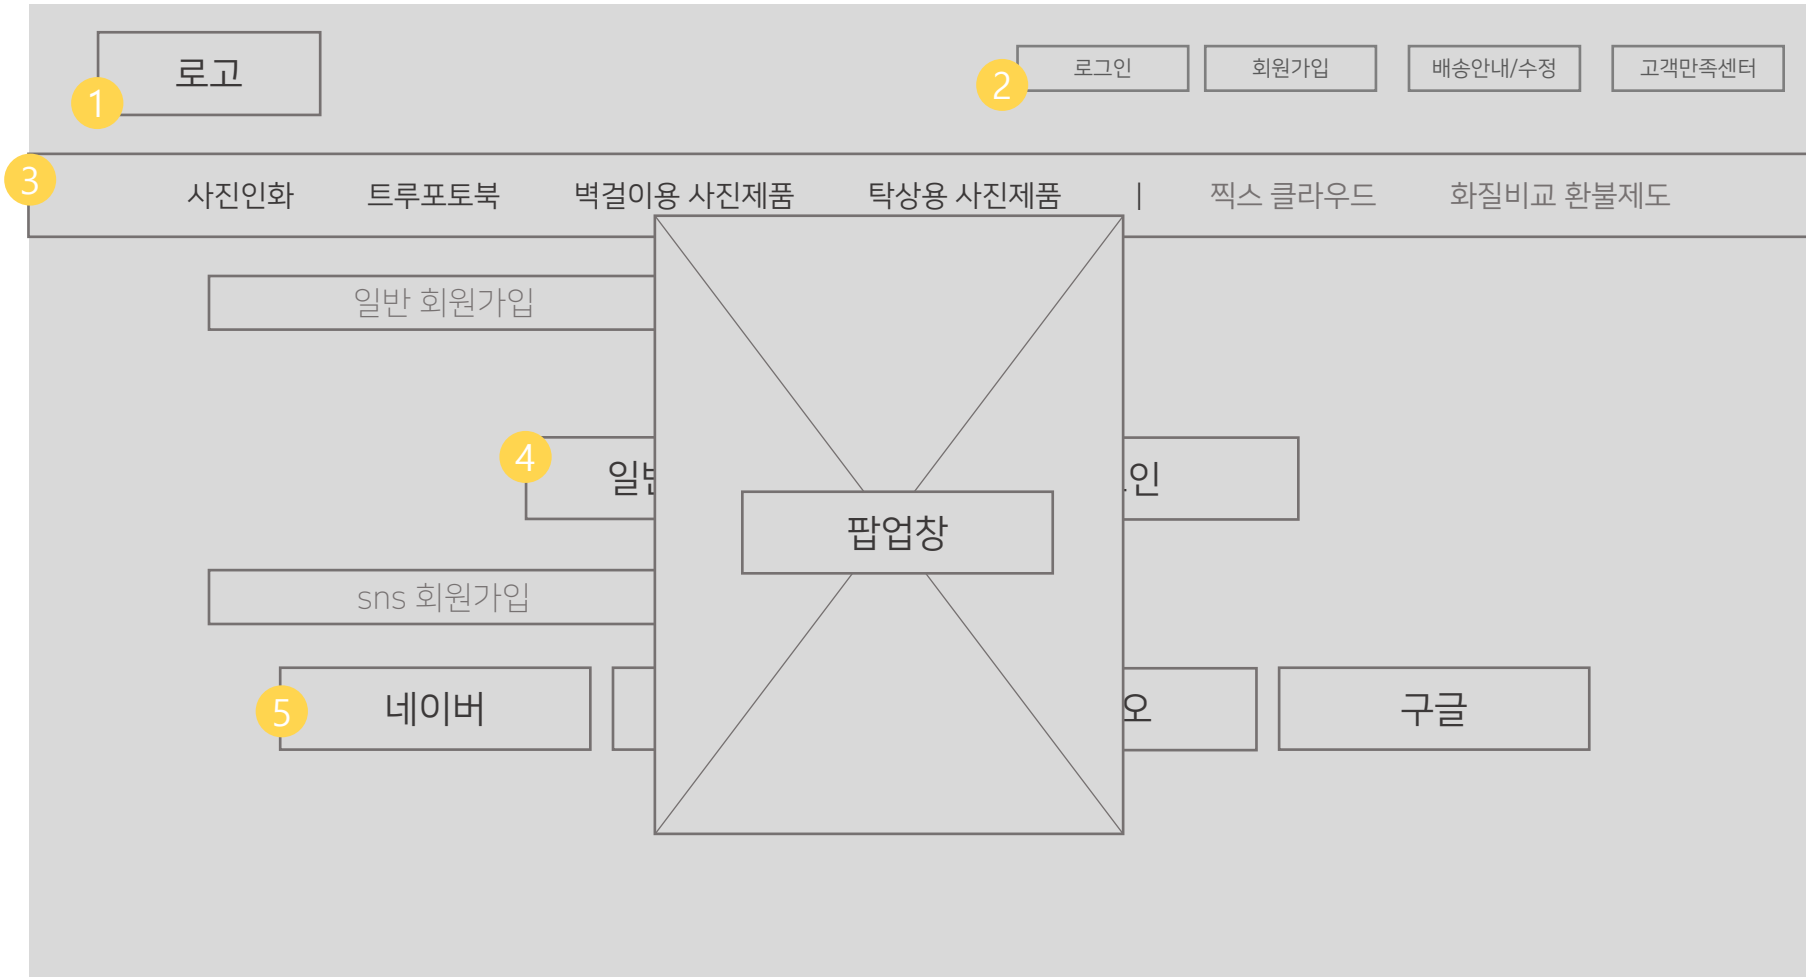 로고
1
2
로그인
회원가입
배송안내/수정
고객만족센터
3
사진인화 트루포토북 벽걸이용 사진제품 탁상용 사진제품 | 찍스 클라우드 화질비교 환불제도
일반 회원가입
4
팝업창
sns 회원가입
5
네이버
구글